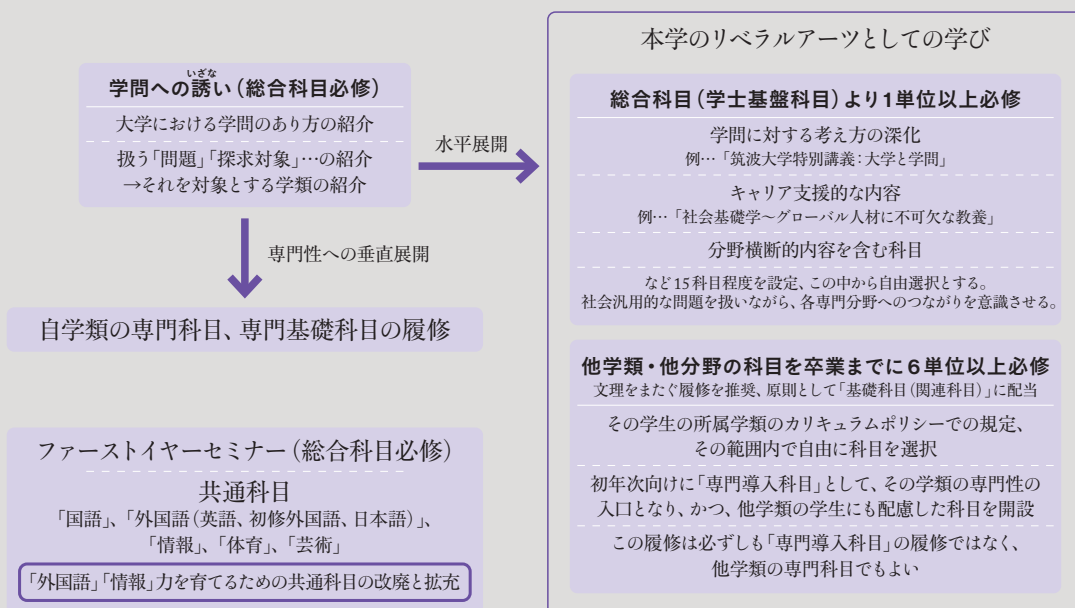 いざな
学問への誘い(総合科目必修)
大学における学問のあり方の紹介
扱う「問題」「探求対象」…の紹介
→それを対象とする学類の紹介
水平展開
専門性への垂直展開
自学類の専門科目、専門基礎科目の履修
ファーストイヤーセミナー(総合科目必修)
共通科目
「国語」、「外国語(英語、初修外国語、日本語)」、
「情報」、「体育」、「芸術」
「外国語」「情報」力を育てるための共通科目の改廃と拡充
本学のリベラルアーツとしての学び
総合科目(学士基盤科目)より1単位以上必修
学問に対する考え方の深化
例…「筑波大学特別講義:大学と学問」
キャリア支援的な内容
例…「社会基礎学〜グローバル人材に不可欠な教養」
分野横断的内容を含む科目
など15科目程度を設定、この中から自由選択とする。
社会汎用的な問題を扱いながら、各専門分野へのつながりを意識させる。
他学類・他分野の科目を卒業までに6単位以上必修
文理をまたぐ履修を推奨、原則として「基礎科目(関連科目)」に配当
その学生の所属学類のカリキュラムポリシーでの規定、
その範囲内で自由に科目を選択
初年次向けに「専門導入科目」として、その学類の専門性の
入口となり、かつ、他学類の学生にも配慮した科目を開設
この履修は必ずしも「専門導入科目」の履修ではなく、
他学類の専門科目でもよい